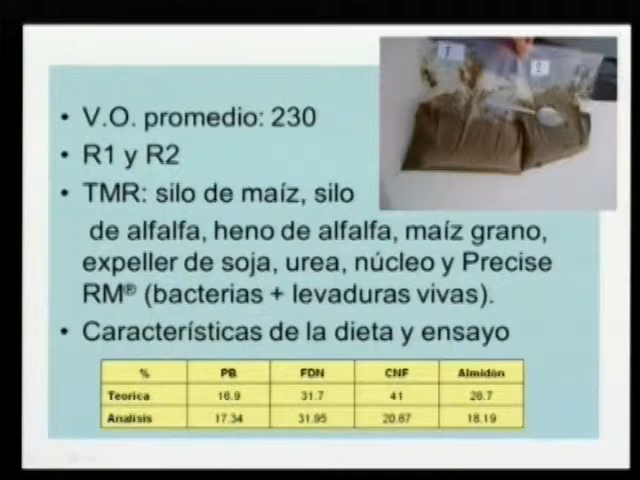 • V.O. promedio: 230
• R1 y R2
• TMR: silo de maíz, silo
de alfalfa, heno de alfalfa, maíz grano,
expeller de soja, urea, núcleo y Precise
RM® (bacterias + levaduras vivas).
• Características de la dieta y ensayo
% PB FDN CNF Almidón
Teorica 16.9 31.7 41 26.7
Analisis 17.34 31.95 20.87 18.19